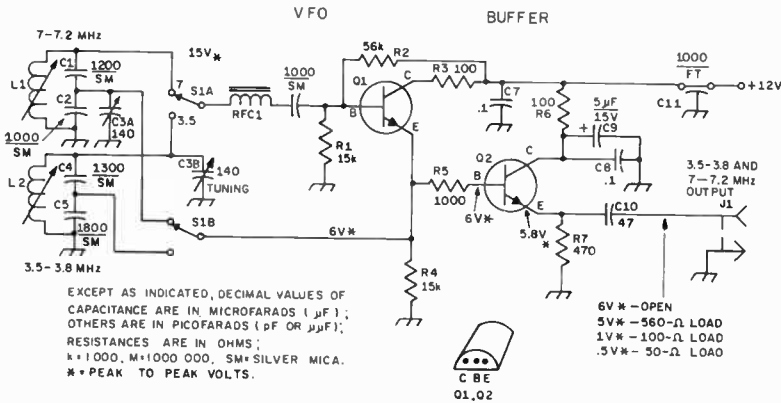 VFO
BUFFER
7-7.2 MHz
C1
1200
SM
L1
C2
1000
SM
C3A
140
15V*
7
S1A
3.5
RFC1
1000
SM
56k
R2
Q1
C
B
E
R3 100
R1
15k
C7
.1
100
R6
5µF
15V
+
C9
C8
.1
1000
FT
C11
+12V
L2
C4
1300
SM
C5
1800
SM
C3B
140
TUNING
S1B
3.5-3.8 MHz
6V*
R5
1000
Q2
C
B
E
6V*
5.8V
*
R4
15k
R7
470
C10
47
3.5-3.8 AND
7-7.2 MHz
OUTPUT
J1
EXCEPT AS INDICATED, DECIMAL VALUES OF
CAPACITANCE ARE IN MICROFARADS (µF);
OTHERS ARE IN PICOFARADS (pF OR µµF);
RESISTANCES ARE IN OHMS;
k=1000, M=1000 000, SM=SILVER MICA.
*=PEAK TO PEAK VOLTS.
C B E
Q1,Q2
6V*-OPEN
5V*-560-Ω LOAD
1V*-100-Ω LOAD
.5V*-50-Ω LOAD